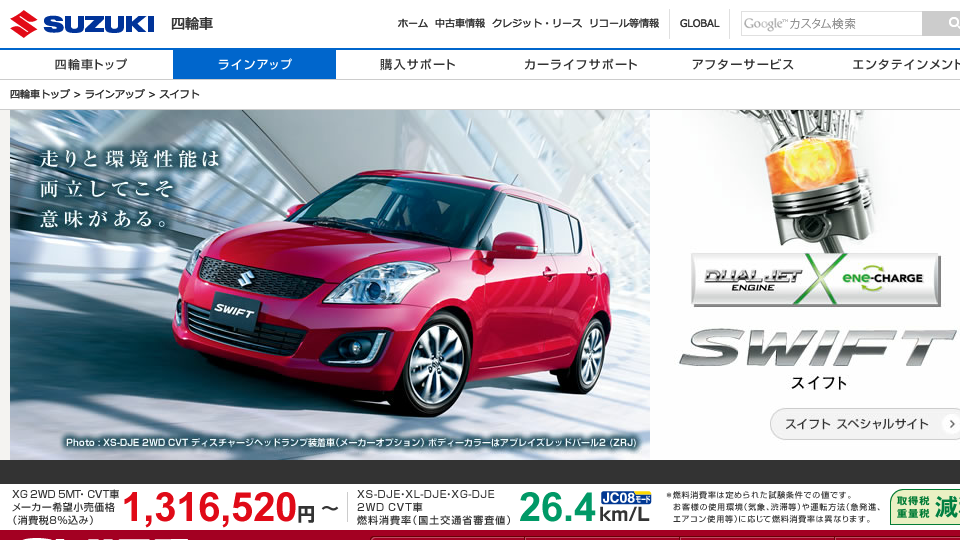 SUZUKI 四輪車
ホーム 中古車情報 クレジット・リース リコール等情報 GLOBAL Google™カスタム検索
四輪車トップ ラインアップ 購入サポート カーライフサポート アフターサービス エンタテインメント
四輪車トップ > ラインアップ > スイフト
走りと環境性能は
両立してこそ
意味がある。
SWIFT
Photo : XS-DJE 2WD CVT ディスチャージヘッドランプ装着車(メーカーオプション) ボディーカラーはアブレイズレッドパール2 (ZRJ)
DUAL JET
ENGINE
X
ene-CHARGE
SWIFT
スイフト
スイフト スペシャルサイト
XG 2WD 5MT・CVT車
メーカー希望小売価格
(消費税8%込み)
1,316,520円～
XS-DJE・XL-DJE・XG-DJE
2WD CVT車
燃料消費率(国土交通省審査値)
26.4 km/L
JC08モード
*燃料消費率は定められた試験条件での値です。
お客様の使用環境(気象、渋滞等)や運転方法(急発進、
エアコン使用等)に応じて燃料消費率は異なります。
取得税
重量税
減